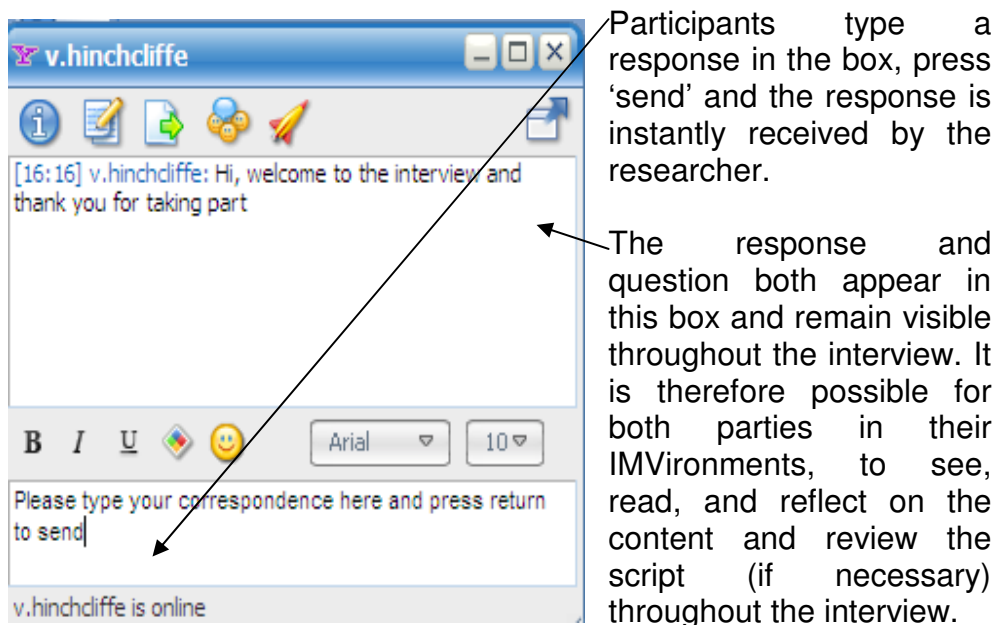 v.hinchcliffe
[16:16] v.hinchcliffe: Hi, welcome to the interview and
thank you for taking part
B I U
Arial
10
Please type your correspondence here and press return
to send
v.hinchcliffe is online
Participants type a
response in the box, press
‘send’ and the response is
instantly received by the
researcher.
The response and
question both appear in
this box and remain visible
throughout the interview. It
is therefore possible for
both parties in their
IMVironments, to see,
read, and reflect on the
content and review the
script (if necessary)
throughout the interview.